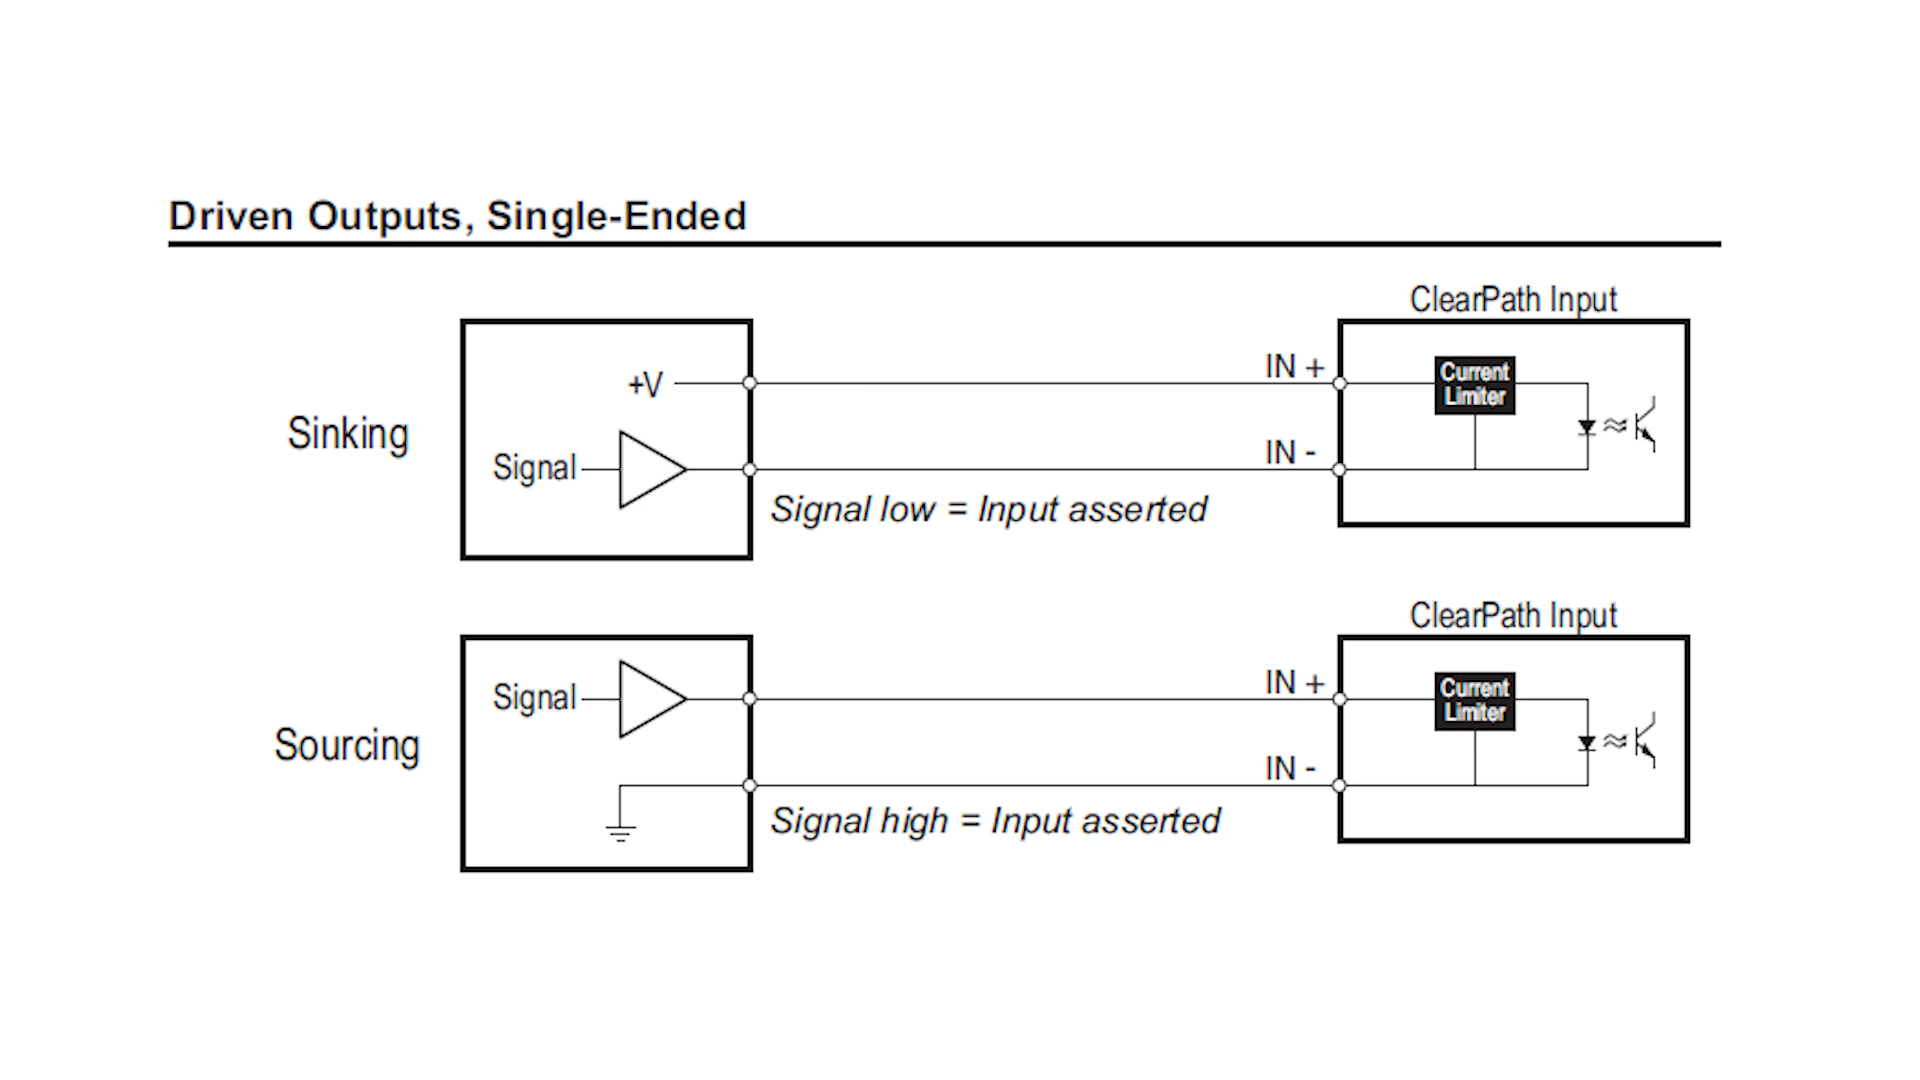 Driven Outputs, Single-Ended
ClearPath Input
Sinking
+V
Signal
IN +
IN -
Current
Limiter
Signal low = Input asserted
ClearPath Input
Sourcing
Signal
IN +
IN -
Current
Limiter
Signal high = Input asserted